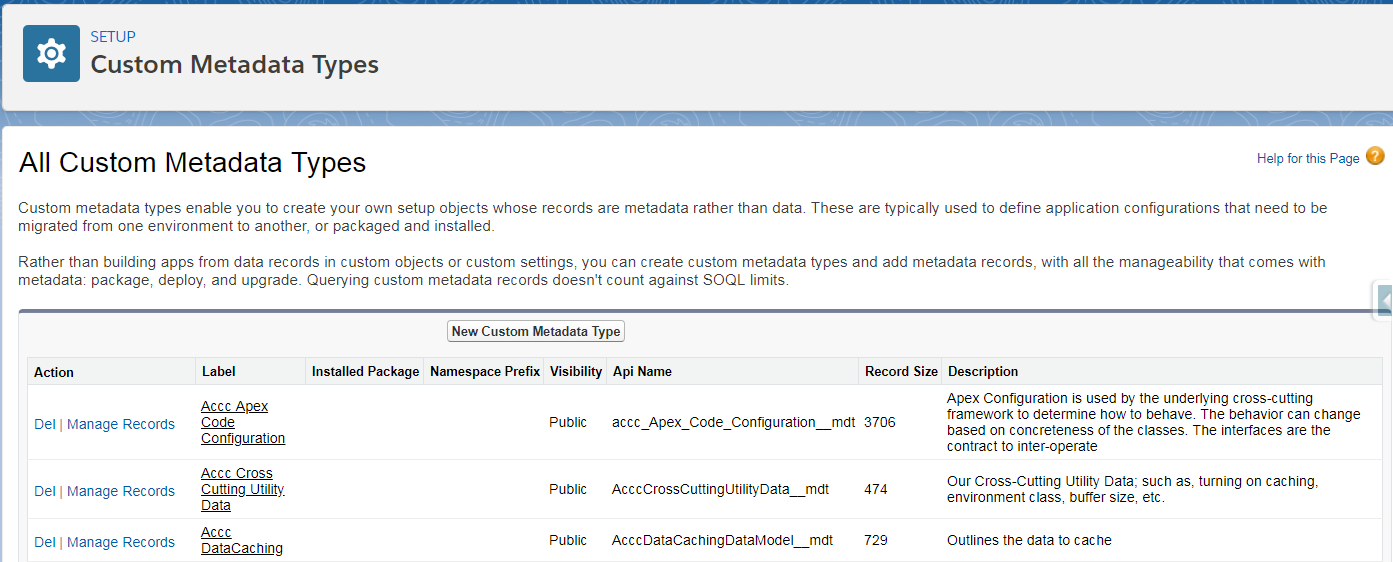 SETUP
Custom Metadata Types
All Custom Metadata Types
Help for this Page ?
Custom metadata types enable you to create your own setup objects whose records are metadata rather than data. These are typically used to define application configurations that need to be
migrated from one environment to another, or packaged and installed.
Rather than building apps from data records in custom objects or custom settings, you can create custom metadata types and add metadata records, with all the manageability that comes with
metadata: package, deploy, and upgrade. Querying custom metadata records doesn't count against SOQL limits.
New Custom Metadata Type
Action Label Installed Package Namespace Prefix Visibility Api Name Record Size Description
Del | Manage Records
Accc Apex
Code
Configuration
Public
accc_Apex_Code_Configuration__mdt
3706
Apex Configuration is used by the underlying cross-cutting
framework to determine how to behave. The behavior can change
based on concreteness of the classes. The interfaces are the
contract to inter-operate
Del | Manage Records
Accc Cross
Cutting Utility
Data
Public
AcccCrossCuttingUtilityData__mdt
474
Our Cross-Cutting Utility Data; such as, turning on caching,
environment class, buffer size, etc.
Del | Manage Records
Accc
DataCaching
Public
AcccDataCachingDataModel__mdt
729
Outlines the data to cache